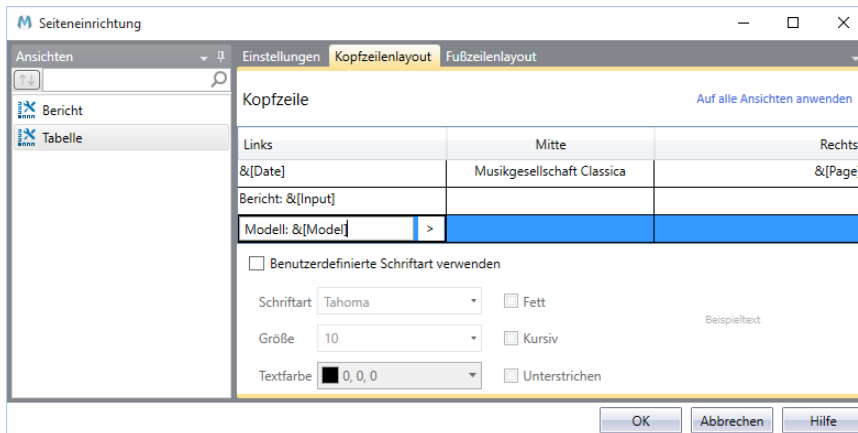 Seiteneinrichtung
Ansichten
Bericht
Tabelle
Einstellungen Kopfzeilenlayout Fußzeilenlayout
Kopfzeile Auf alle Ansichten anwenden
Links Mitte Rechts
&[Date] Musikgesellschaft Classica &[Page]
Bericht: &[Input]
Modell: &[Model] >
Benutzerdefinierte Schriftart verwenden
Schriftart Tahoma Fett
Beispieltext
Größe 10 Kursiv
Textfarbe 0, 0, 0 Unterstrichen
OK Abbrechen Hilfe